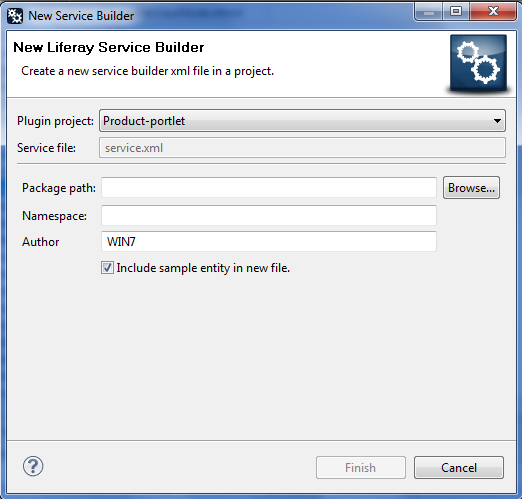 New Service Builder
New Liferay Service Builder
Create a new service builder xml file in a project.
Plugin project: Product-portlet
Service file: service.xml
Package path: Browse...
Namespace:
Author WIN7
Include sample entity in new file.
? Finish Cancel